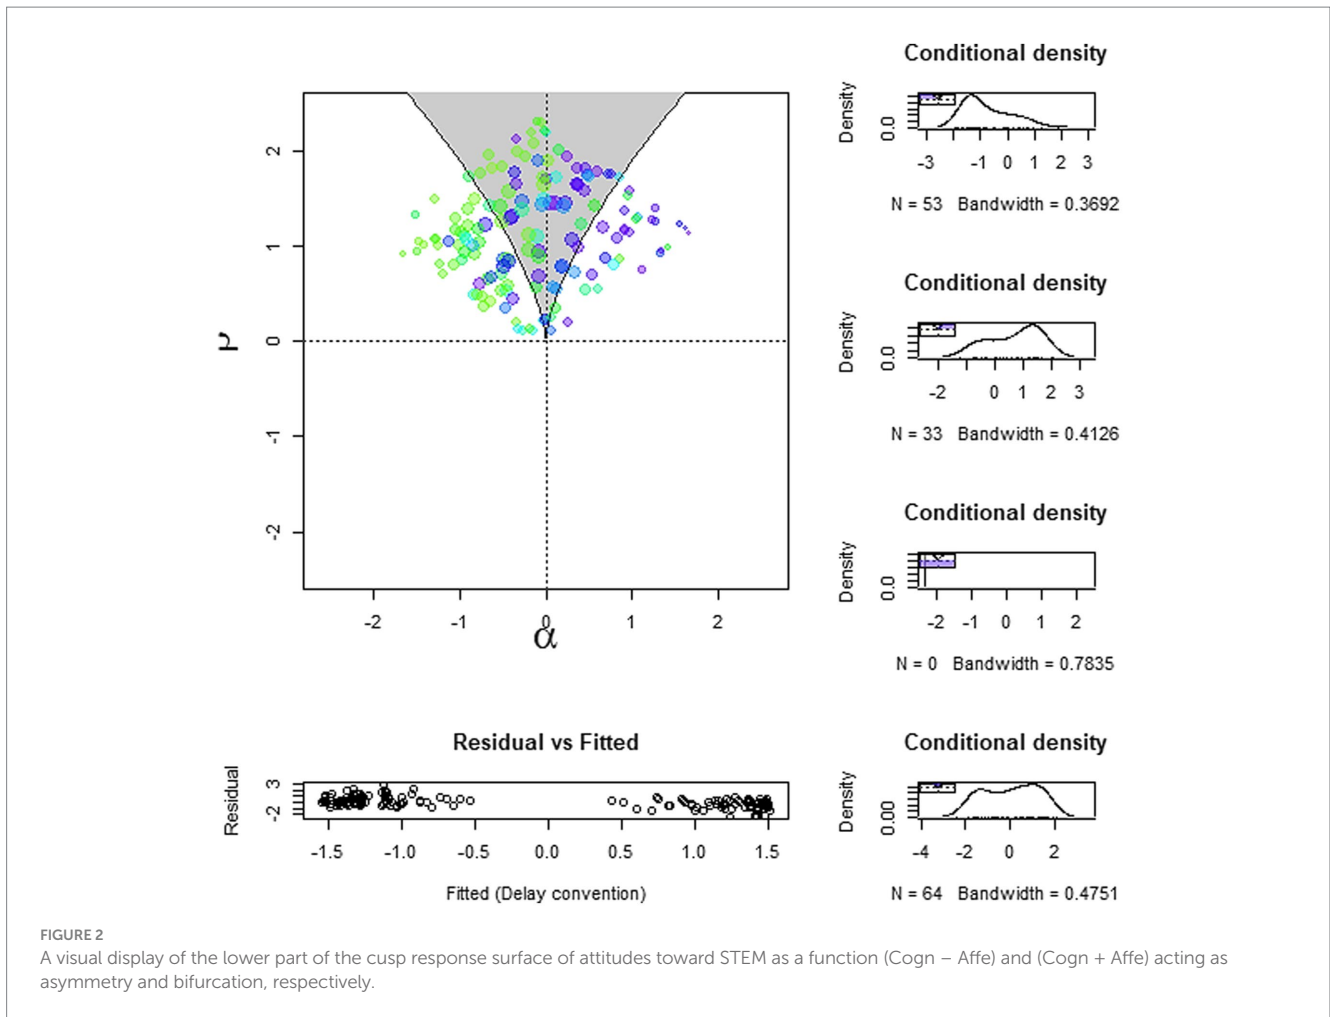 Conditional density
Density
0.0
-3 -1 0 1 2 3
N = 53 Bandwidth = 0.3692
Conditional density
Density
0.0
-2 0 1 2 3
N = 33 Bandwidth = 0.4126
Conditional density
Density
0.0
-2 -1 0 1 2
N = 0 Bandwidth = 0.7835
Conditional density
Density
0.00
-4 -2 0 2
N = 64 Bandwidth = 0.4751
2
1
0
-1
-2
-2 -1 0 1 2
α
Residual vs Fitted
Residual
3
-2
-1.5 -1.0 -0.5 0.0 0.5 1.0 1.5
Fitted (Delay convention)
FIGURE 2
A visual display of the lower part of the cusp response surface of attitudes toward STEM as a function (Cogn – Affe) and (Cogn + Affe) acting as
asymmetry and bifurcation, respectively.